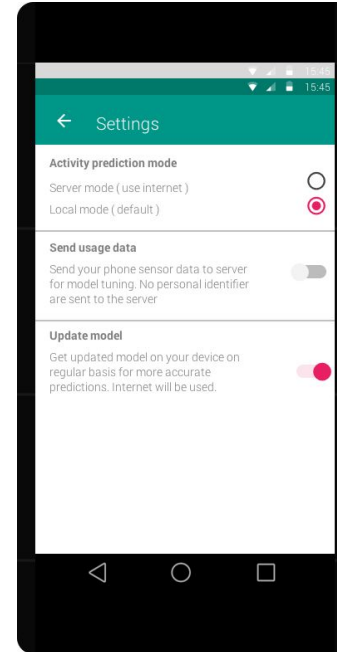 15:45
15:45
Settings
Activity prediction mode
Server mode ( use internet )
Local mode ( default )
Send usage data
Send your phone sensor data to server
for model tuning. No personal identifier
are sent to the server
Update model
Get updated model on your device on
regular basis for more accurate
predictions. Internet will be used.